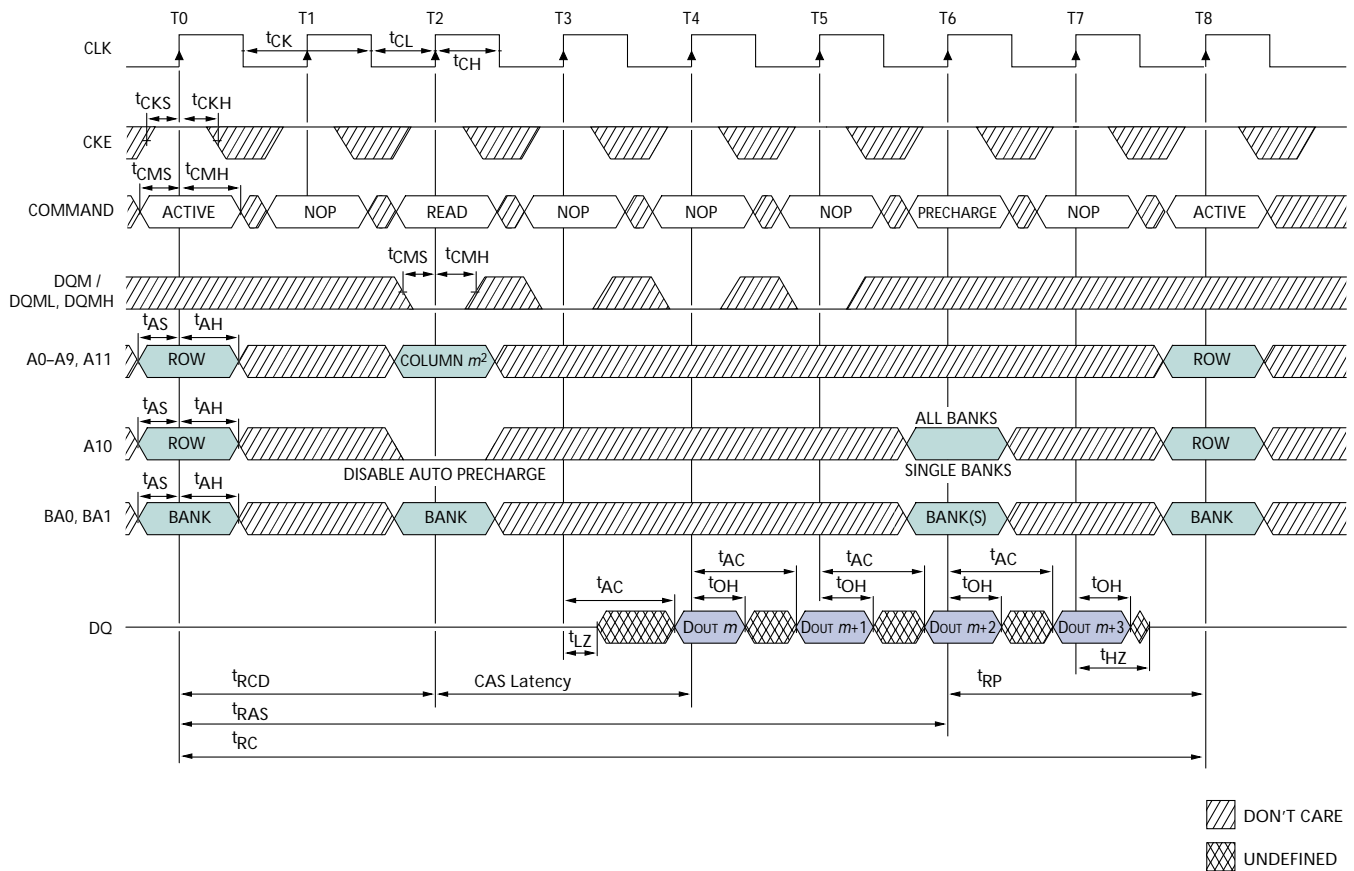 T0 T1 T2 T3 T4 T5 T6 T7 T8
CLK
tCK tCL
tCH
tCKS tCKH
CKE
tCMS tCMH
COMMAND ACTIVE NOP READ NOP NOP NOP PRECHARGE NOP ACTIVE
tCMS tCMH
DQM /
DQML, DQMH
tAS tAH
A0–A9, A11 ROW COLUMN m2 ROW
tAS tAH
ALL BANKS
A10 ROW ROW
DISABLE AUTO PRECHARGE SINGLE BANKS
tAS tAH
BA0, BA1 BANK BANK BANK(S) BANK
tAC tAC tAC tAC
tOH tOH tOH tOH
DQ DOUT m DOUT m+1 DOUT m+2 DOUT m+3
tLZ tHZ
tRCD CAS Latency tRP
tRAS
tRC
DON'T CARE
UNDEFINED